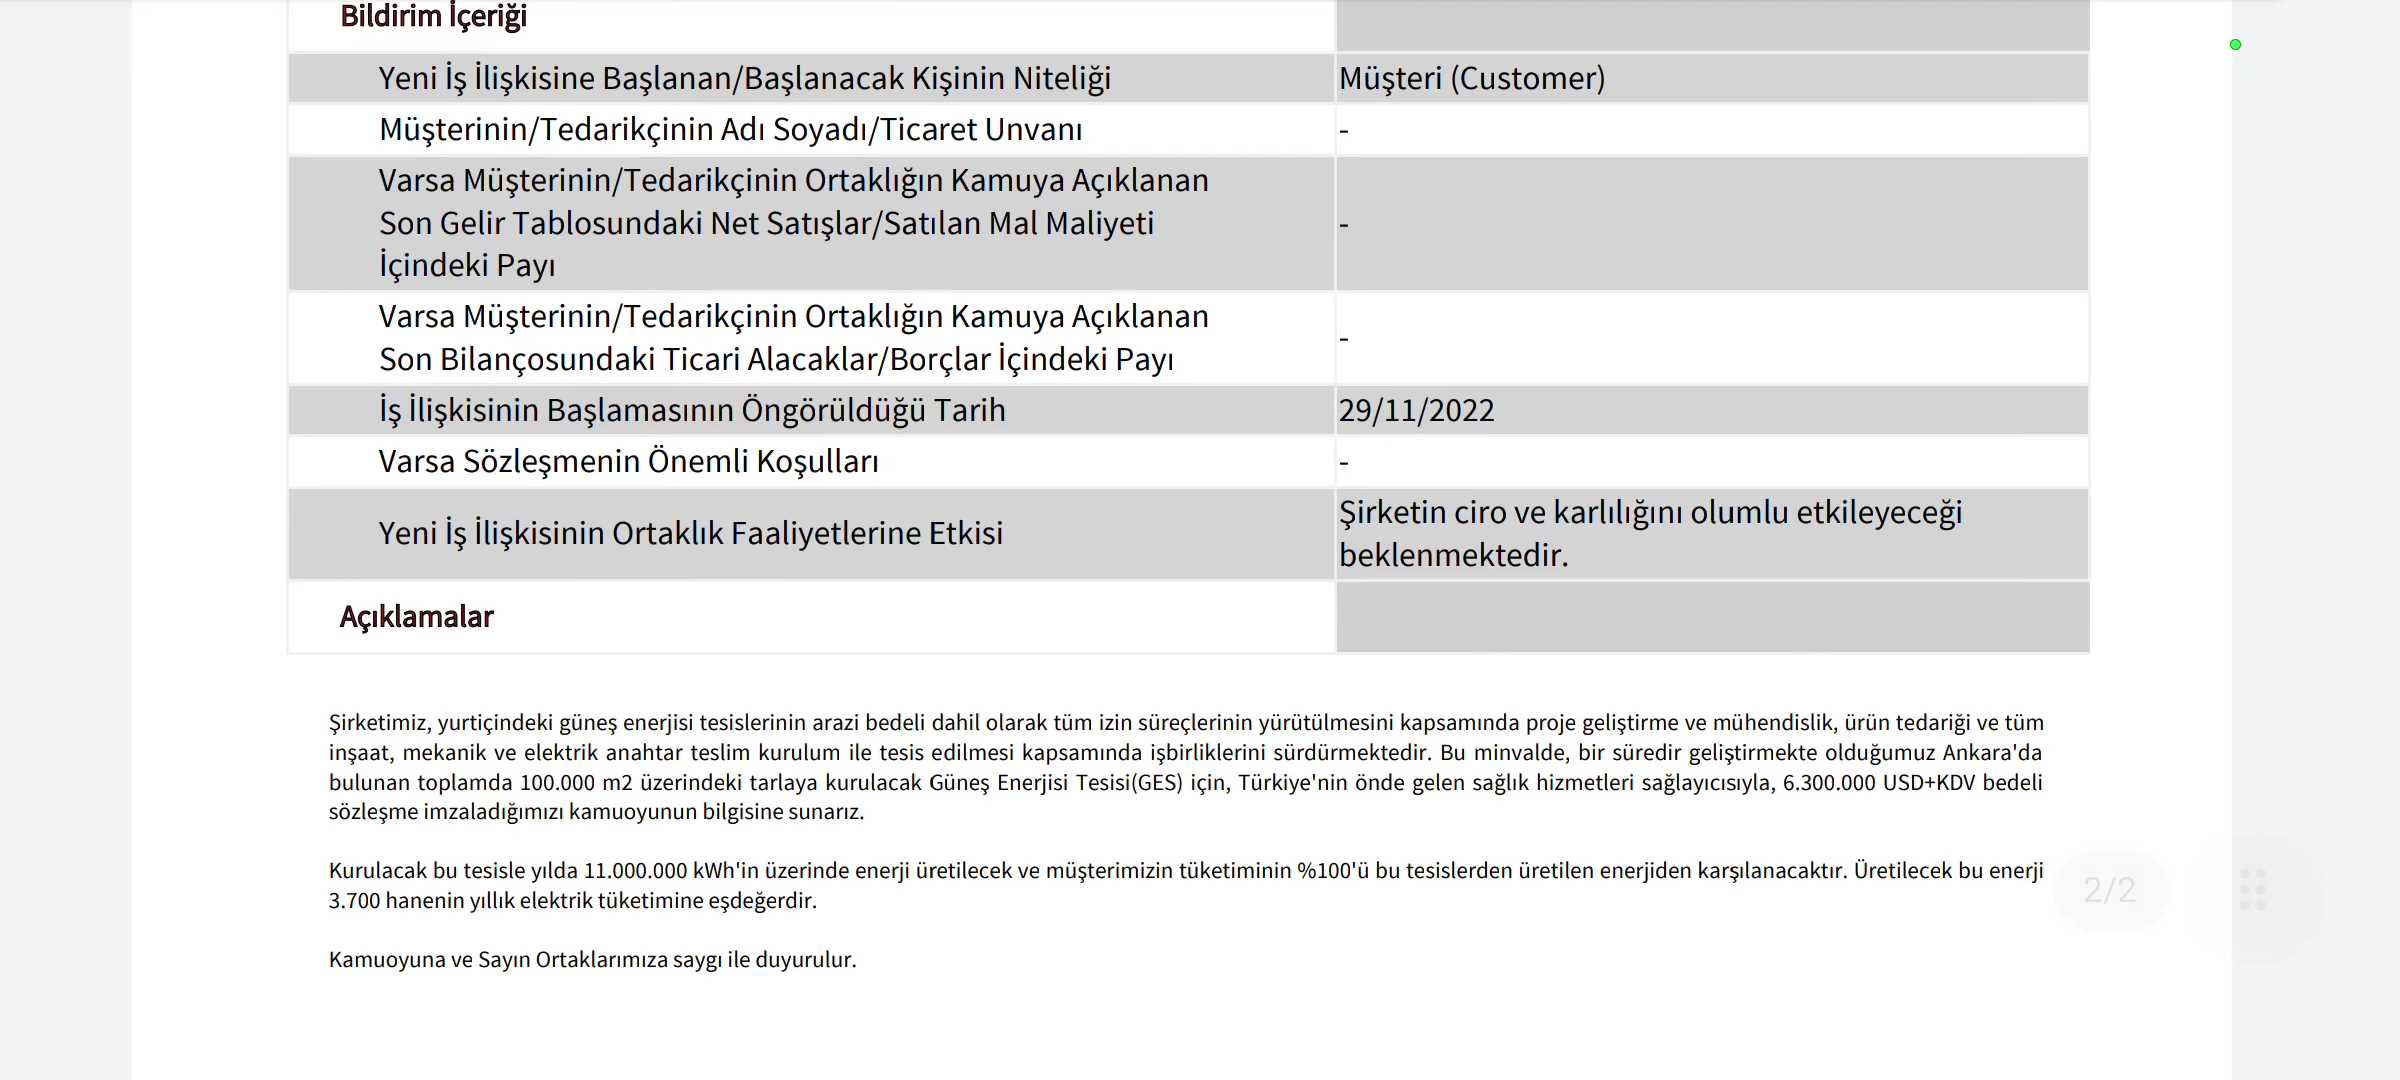 Bildirim İçeriği
Yeni İş İlişkisine Başlanan/Başlanacak Kişinin Niteliği
Müşteri (Customer)
Müşterinin/Tedarikçinin Adı Soyadı/Ticaret Unvanı
-
Varsa Müşterinin/Tedarikçinin Ortaklığın Kamuya Açıklanan
Son Gelir Tablosundaki Net Satışlar/Satılan Mal Maliyeti
İçindeki Payı
-
Varsa Müşterinin/Tedarikçinin Ortaklığın Kamuya Açıklanan
Son Bilançosundaki Ticari Alacaklar/Borçlar İçindeki Payı
-
İş İlişkisinin Başlamasının Öngörüldüğü Tarih
29/11/2022
Varsa Sözleşmenin Önemli Koşulları
-
Yeni İş İlişkisinin Ortaklık Faaliyetlerine Etkisi
Şirketin ciro ve karlılığını olumlu etkileyeceği
beklenmektedir.
Açıklamalar
Şirketimiz, yurtiçindeki güneş enerjisi tesislerinin arazi bedeli dahil olarak tüm izin süreçlerinin yürütülmesini kapsamında proje geliştirme ve mühendislik, ürün tedariği ve tüm
inşaat, mekanik ve elektrik anahtar teslim kurulum ile tesis edilmesi kapsamında işbirliklerini sürdürmektedir. Bu minvalde, bir süredir geliştirmekte olduğumuz Ankara'da
bulunan toplamda 100.000 m2 üzerindeki tarlaya kurulacak Güneş Enerjisi Tesisi(GES) için, Türkiye'nin önde gelen sağlık hizmetleri sağlayıcısıyla, 6.300.000 USD+KDV bedeli
sözleşme imzaladığımızı kamuoyunun bilgisine sunarız.
Kurulacak bu tesisle yılda 11.000.000 kWh'in üzerinde enerji üretilecek ve müşterimizin tüketiminin %100'ü bu tesislerden üretilen enerjiden karşılanacaktır. Üretilecek bu enerji
3.700 hanenin yıllık elektrik tüketimine eşdeğerdir.
Kamuoyuna ve Sayın Ortaklarımıza saygı ile duyurulur.
2/2